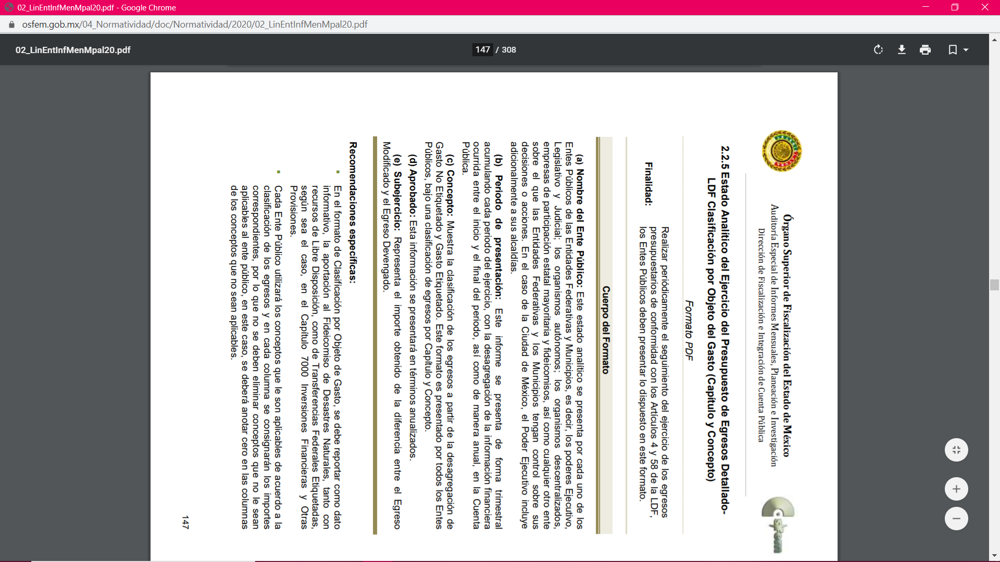 02_LinEntInfMenMpal20.pdf - Google Chrome
osfem.gob.mx/04_Normatividad/doc/Normatividad/2020/02_LinEntInfMenMpal20.pdf
02_LinEntInfMenMpal20.pdf
147 / 308
Órgano Superior de Fiscalización del Estado de México
Auditoría Especial de Informes Mensuales, Planeación e Investigación
Dirección de Fiscalización e Integración de Cuenta Pública
2.2.5 Estado Analítico del Ejercicio del Presupuesto de Egresos Detallado-
LDF Clasificación por Objeto del Gasto (Capítulo y Concepto)
Formato PDF
Finalidad:
Realizar periódicamente el seguimiento del ejercicio de los egresos
presupuestarios de conformidad con los Artículos 4 y 58 de la LDF,
los Entes Públicos deben presentar lo dispuesto en este formato.
Cuerpo del Formato
(a) Nombre del Ente Público: Este estado analítico se presenta por cada uno de los
Entes Públicos de las Entidades Federativas y Municipios, es decir, los poderes Ejecutivo,
Legislativo y Judicial; los organismos autónomos; los organismos descentralizados,
empresas de participación estatal mayoritaria y fideicomisos, así como cualquier otro ente
sobre el que las Entidades Federativas y los Municipios tengan control sobre sus
decisiones o acciones. En el caso de la Ciudad de México, el Poder Ejecutivo incluye
adicionalmente a sus alcaldías.
(b) Periodo de presentación: Este informe se presenta de forma trimestral
acumulando cada periodo del ejercicio, con la desagregación de la información financiera
ocurrida entre el inicio y el final del periodo, así como de manera anual, en la Cuenta
Pública.
(c) Concepto: Muestra la clasificación de los egresos a partir de la desagregación de
Gasto No Etiquetado y Gasto Etiquetado. Este formato es presentado por todos los Entes
Públicos, bajo una clasificación de egresos por Capítulo y Concepto.
(d) Aprobado: Esta información se presentará en términos anualizados.
(e) Subejercicio: Representa el importe obtenido de la diferencia entre el Egreso
Modificado y el Egreso Devengado.
Recomendaciones específicas:
▪ En el formato de Clasificación por Objeto de Gasto, se debe reportar como dato
informativo, la aportación al Fideicomiso de Desastres Naturales, tanto con
recursos de Libre Disposición, como de Transferencias Federales Etiquetadas,
según sea el caso, en el Capítulo 7000 Inversiones Financieras y Otras
Provisiones.
▪ Cada Ente Público utilizará los conceptos que le son aplicables de acuerdo a la
clasificación de los egresos y en cada columna se consignarán los importes
correspondientes, por lo que no se deben eliminar conceptos que no le sean
aplicables al ente público, en este caso, se deberá anotar cero en las columnas
de los conceptos que no sean aplicables.
147